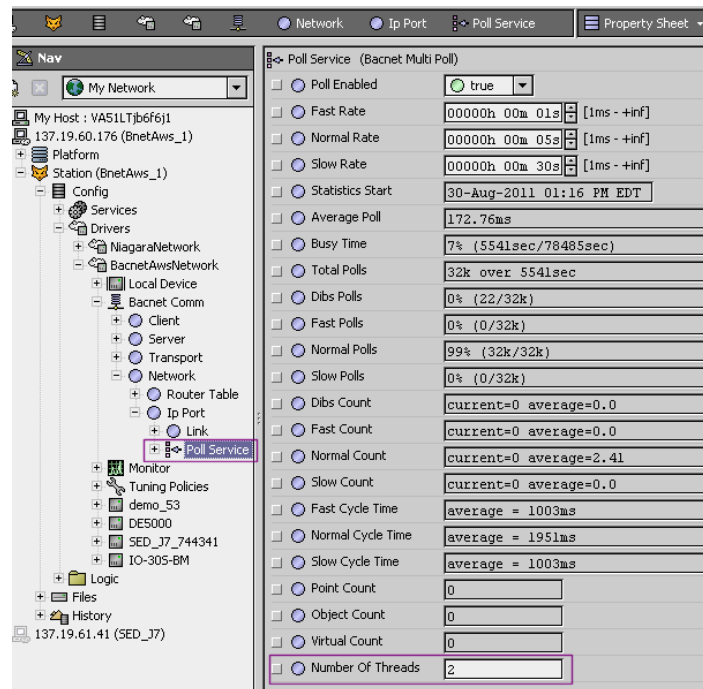 Network
Ip Port
Poll Service
Property Sheet
Nav
My Network
My Host : VA51LTjb6f6j1
137.19.60.176 (BnetAws_1)
Platform
Station (BnetAws_1)
Config
Services
Drivers
NiagaraNetwork
BacnetAwsNetwork
Local Device
Bacnet Comm
Client
Server
Transport
Network
Router Table
Ip Port
Link
Poll Service
Monitor
Tuning Policies
demo_53
DE5000
SED_J7_744341
IO-30S-BM
Logic
Files
History
137.19.61.41 (SED_J7)
Poll Service (Bacnet Multi Poll)
Poll Enabled true
Fast Rate 00000h 00m 01s [1ms - +inf]
Normal Rate 00000h 00m 05s [1ms - +inf]
Slow Rate 00000h 00m 30s [1ms - +inf]
Statistics Start 30-Aug-2011 01:16 PM EDT
Average Poll 172.76ms
Busy Time 7% (5541sec/78485sec)
Total Polls 32k over 5541sec
Dibs Polls 0% (22/32k)
Fast Polls 0% (0/32k)
Normal Polls 99% (32k/32k)
Slow Polls 0% (0/32k)
Dibs Count current=0 average=0.0
Fast Count current=0 average=0.0
Normal Count current=0 average=2.41
Slow Count current=0 average=0.0
Fast Cycle Time average = 1003ms
Normal Cycle Time average = 1951ms
Slow Cycle Time average = 1003ms
Point Count 0
Object Count 0
Virtual Count 0
Number Of Threads 2